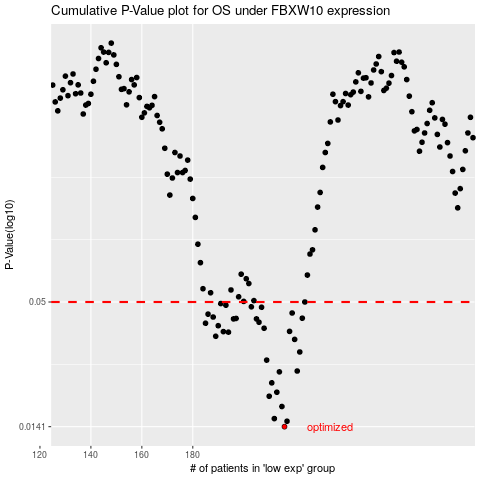 Cumulative P-Value plot for OS under FBXW10 expression
P-Value(log10)
0.05
0.0141
optimized
120 140 160 180
# of patients in 'low exp' group